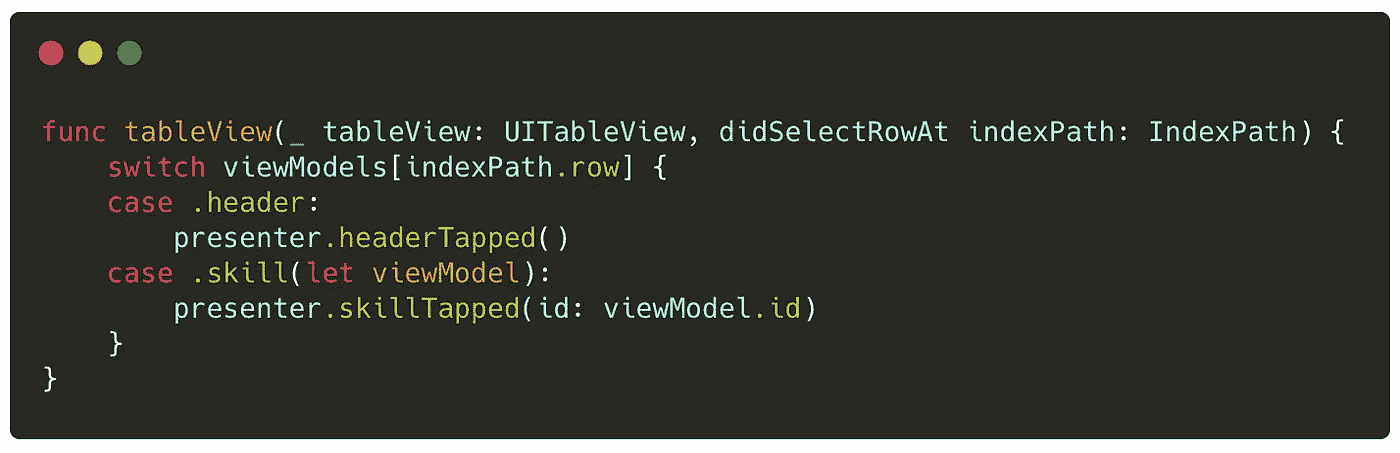 func tableView(_ tableView: UITableView, didSelectRowAt indexPath: IndexPath) {
    switch viewModels[indexPath.row] {
    case .header:
        presenter.headerTapped()
    case .skill(let viewModel):
        presenter.skillTapped(id: viewModel.id)
    }
}